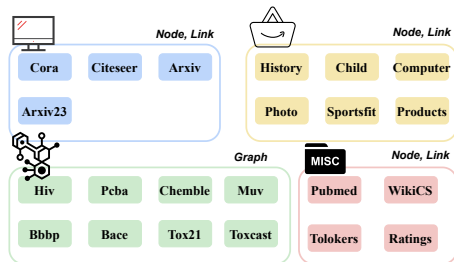 Node, Link
Cora Citeseer Arxiv
Arxiv23
Node, Link
History Child Computer
Photo Sportsfit Products
Graph
Hiv Pcba Chemble Muv
Bbbp Bace Tox21 Toxcast
MISC
Node, Link
Pubmed WikiCS
Tolokers Ratings